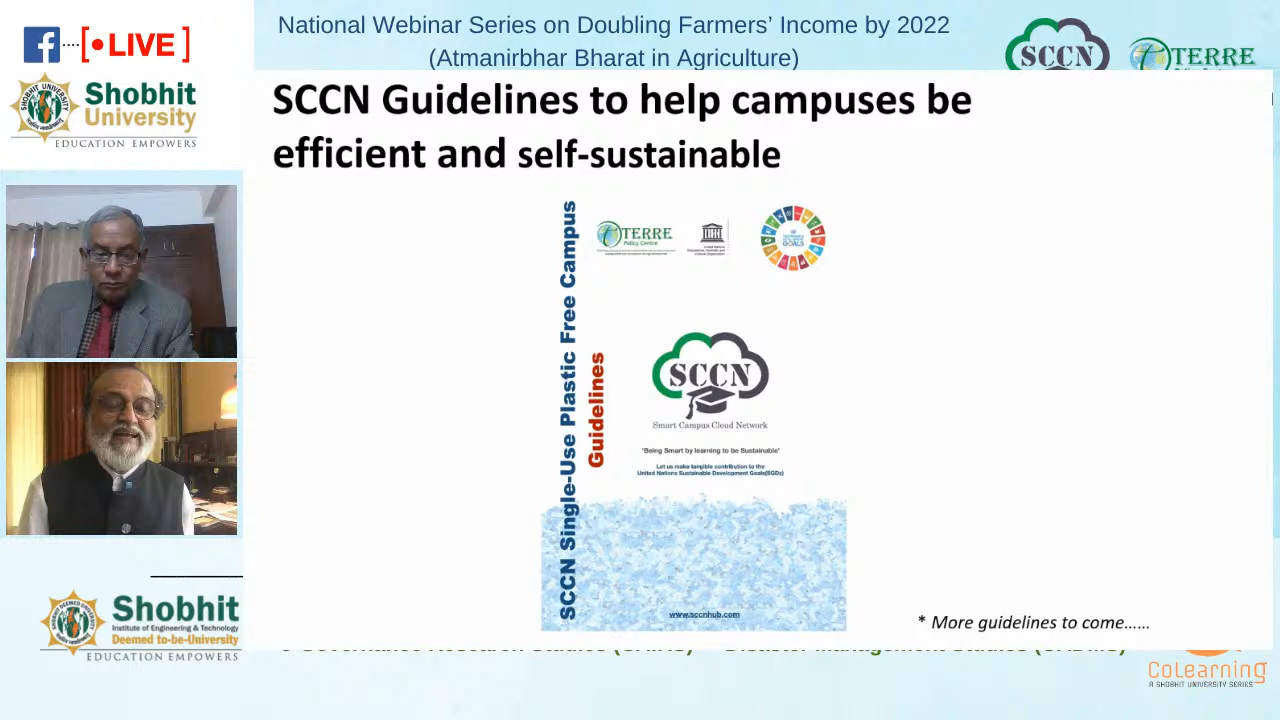 National Webinar Series on Doubling Farmers’ Income by 2022
(Atmanirbhar Bharat in Agriculture)
LIVE
SCCN
TERRE
Shobhit
University
EDUCATION EMPOWERS
SCCN Guidelines to help campuses be
efficient and self-sustainable
SCCN Single-Use Plastic Free Campus
Guidelines
TERRE
Policy Centre
SUSTAINABLE
DEVELOPMENT
GOALS
SCCN
Smart Campus Cloud Network
'Being Smart by learning to be Sustainable'
Let us make tangible contribution to the
United Nations Sustainable Development Goals(SGDs)
www.sccnhub.com
* More guidelines to come......
Shobhit
Institute of Engineering & Technology
Deemed to-be-University
EDUCATION EMPOWERS
CoLearning
A SHOBHIT UNIVERSITY SERIES